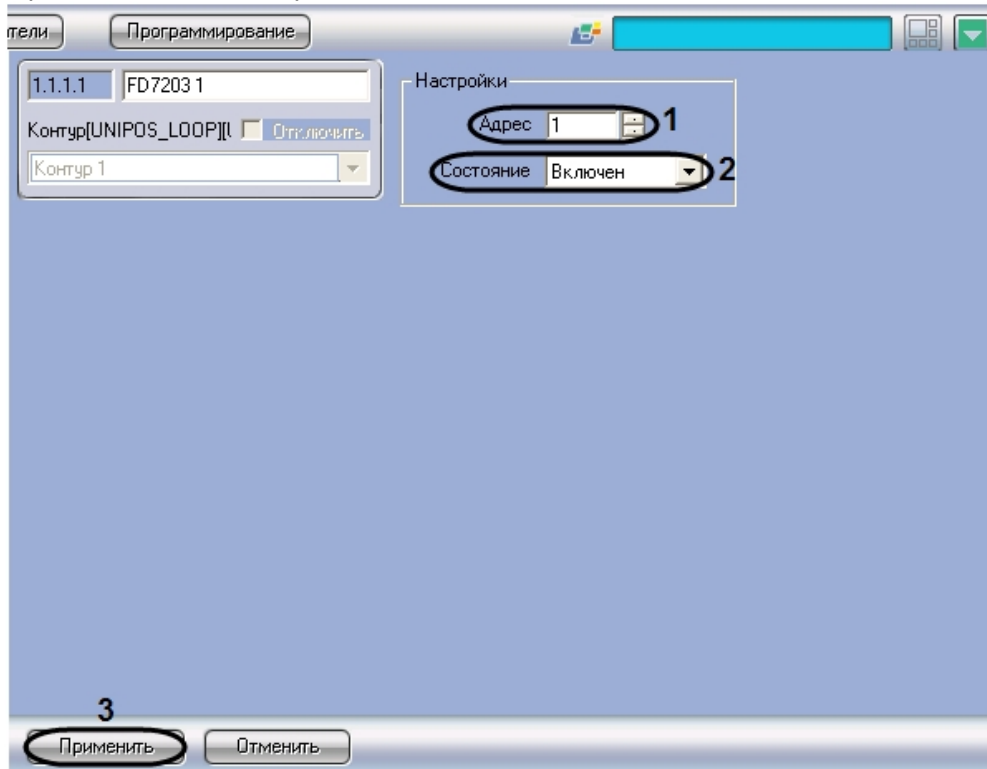 тели Программирование
1.1.1.1 FD7203 1
Контур[UNIPOS_LOOP][ Отключить
Контур 1
Настройки
Адрес 1 1
Состояние Включен 2
3
Применить Отменить